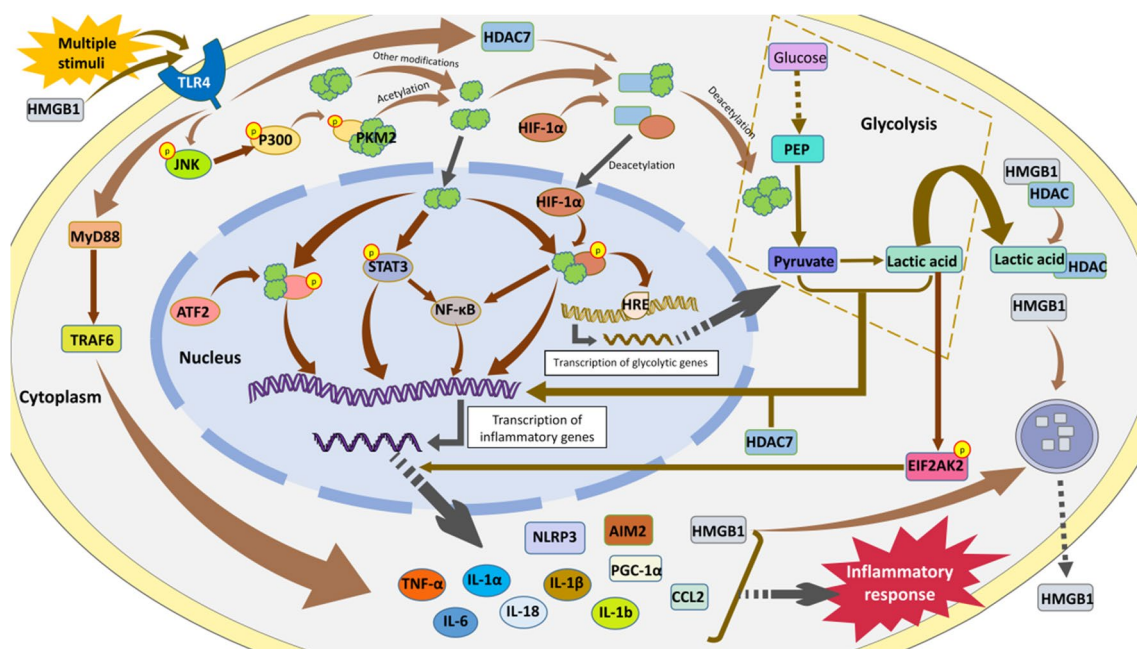 Multiple
stimuli
HMGB1
TLR4
HDAC7
Other modifications
Acetylation
p
JNK
p
P300
p
PKM2
HIF-1α
Deacetylation
Deacetylation
Glucose
Glycolysis
PEP
Pyruvate
Lactic acid
HMGB1
HDAC
Lactic acid
HDAC
HMGB1
MyD88
TRAF6
Cytoplasm
HIF-1α
p
STAT3
p
p
ATF2
NF-κB
HRE
Nucleus
Transcription of glycolytic genes
Transcription of
inflammatory genes
HDAC7
p
EIF2AK2
NLRP3
AIM2
HMGB1
TNF-α
IL-1α
IL-1β
PGC-1α
CCL2
IL-6
IL-18
IL-1b
Inflammatory
response
HMGB1